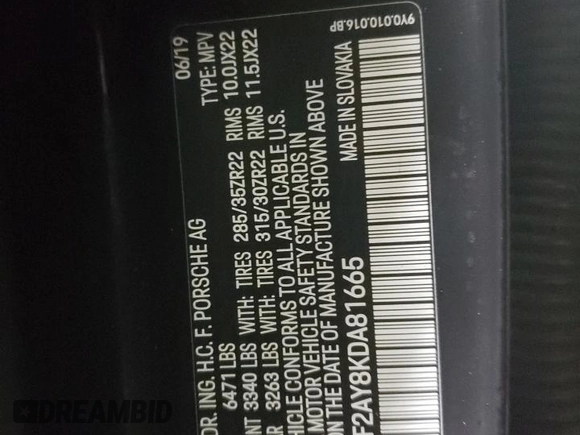 06/19
DR. ING. H.C. F. PORSCHE AG TYPE: MPV
6471 LBS
3340 LBS WITH: TIRES 285/35ZR22 RIMS 10.0JX22
3263 LBS WITH: TIRES 315/30ZR22 RIMS 11.5JX22
CONFORMS TO ALL APPLICABLE U.S.
MOTOR VEHICLE SAFETY STANDARDS IN
ON THE DATE OF MANUFACTURE SHOWN ABOVE
F2AY8KDA81665 MADE IN SLOVAKIA
9Y0.010.016.BP
DREAMBID